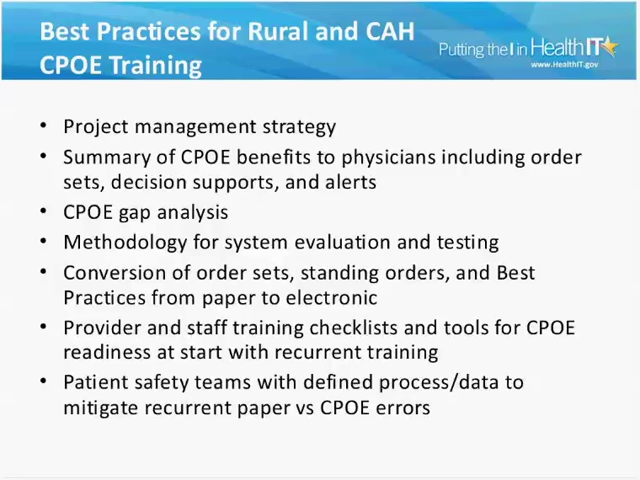 Best Practices for Rural and CAH
CPOE Training
Putting the I in HealthIT
www.HealthIT.gov
• Project management strategy
• Summary of CPOE benefits to physicians including order
sets, decision supports, and alerts
• CPOE gap analysis
• Methodology for system evaluation and testing
• Conversion of order sets, standing orders, and Best
Practices from paper to electronic
• Provider and staff training checklists and tools for CPOE
readiness at start with recurrent training
• Patient safety teams with defined process/data to
mitigate recurrent paper vs CPOE errors